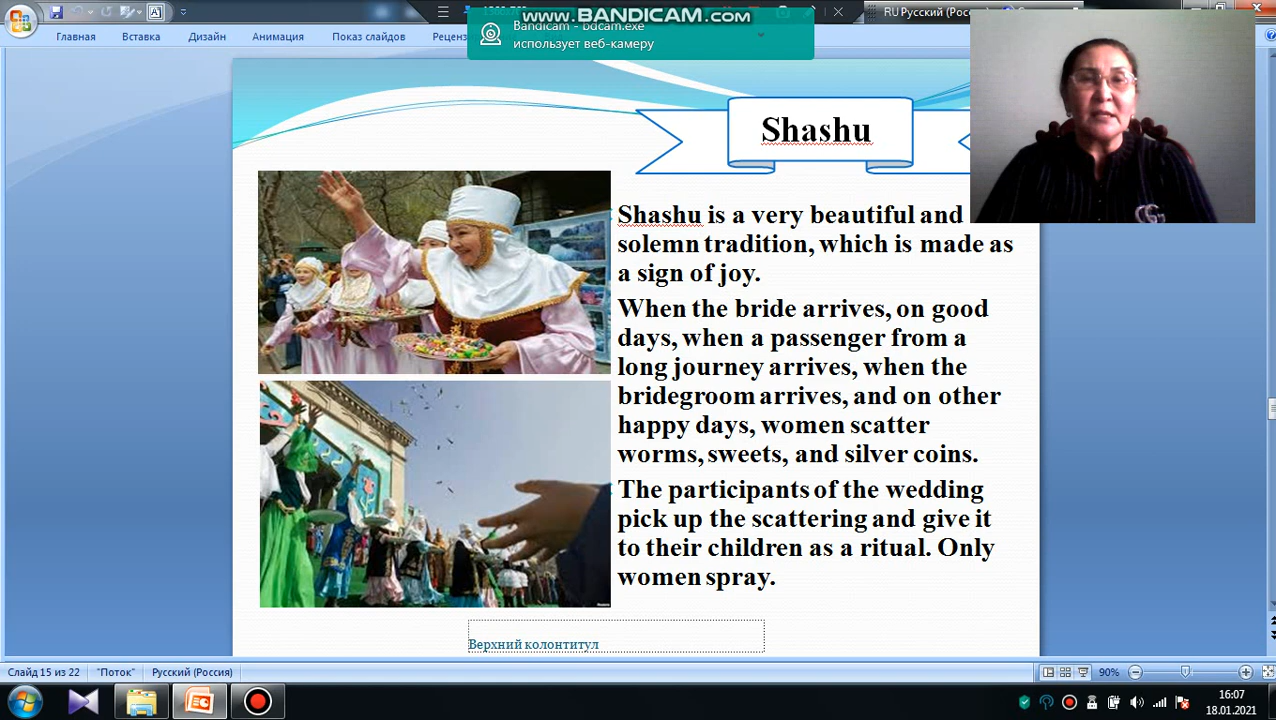 www.BANDICAM.com
RU Русский (Рос
Главная Вставка Дизайн Анимация Показ слайдов
Bandicam - bdcam.exe
использует веб-камеру
Shashu
Shashu is a very beautiful and
solemn tradition, which is made as
a sign of joy.
When the bride arrives, on good
days, when a passenger from a
long journey arrives, when the
bridegroom arrives, and on other
happy days, women scatter
worms, sweets, and silver coins.
The participants of the wedding
pick up the scattering and give it
to their children as a ritual. Only
women spray.
Верхний колонтитул
Слайд 15 из 22 "Поток" Русский (Россия) 90%
16:07
18.01.2021